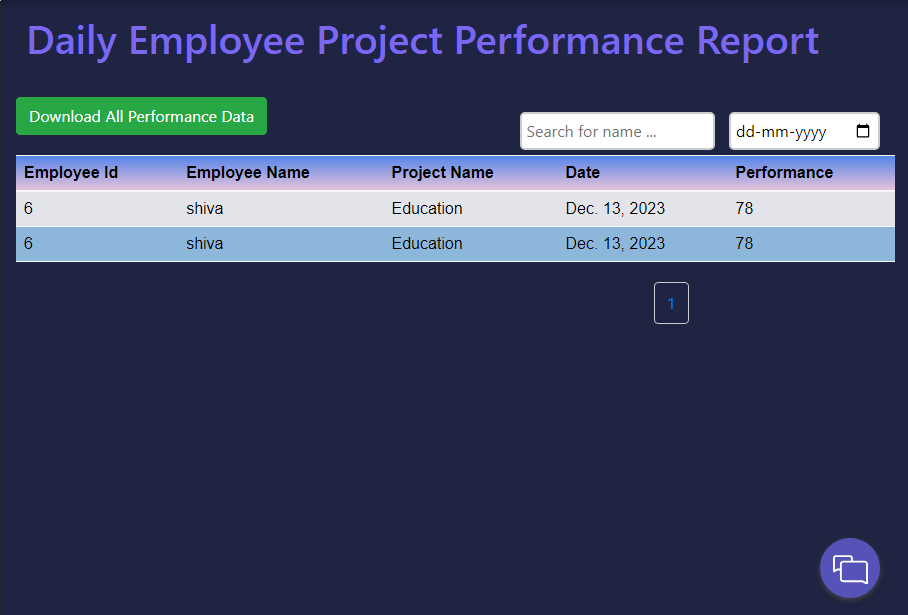 Daily Employee Project Performance Report
Download All Performance Data
Search for name ...
dd-mm-yyyy
Employee Id Employee Name Project Name Date Performance
6 shiva Education Dec. 13, 2023 78
6 shiva Education Dec. 13, 2023 78
1